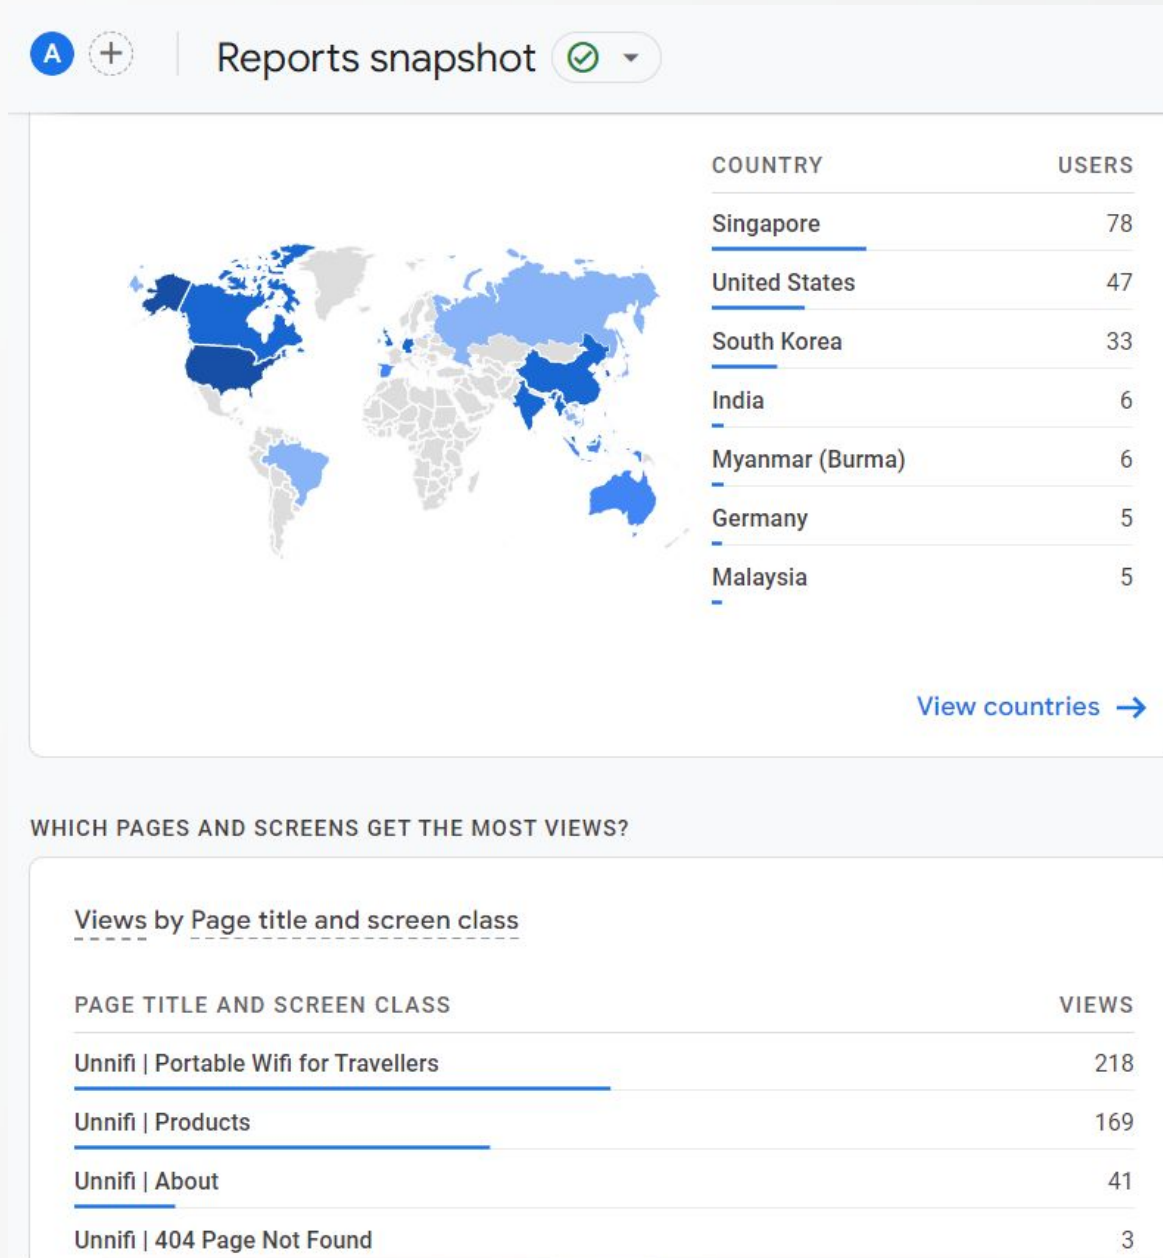 A
Reports snapshot
COUNTRY USERS
Singapore 78
United States 47
South Korea 33
India 6
Myanmar (Burma) 6
Germany 5
Malaysia 5
View countries
WHICH PAGES AND SCREENS GET THE MOST VIEWS?
Views by Page title and screen class
PAGE TITLE AND SCREEN CLASS VIEWS
Unnifi | Portable Wifi for Travellers 218
Unnifi | Products 169
Unnifi | About 41
Unnifi | 404 Page Not Found 3